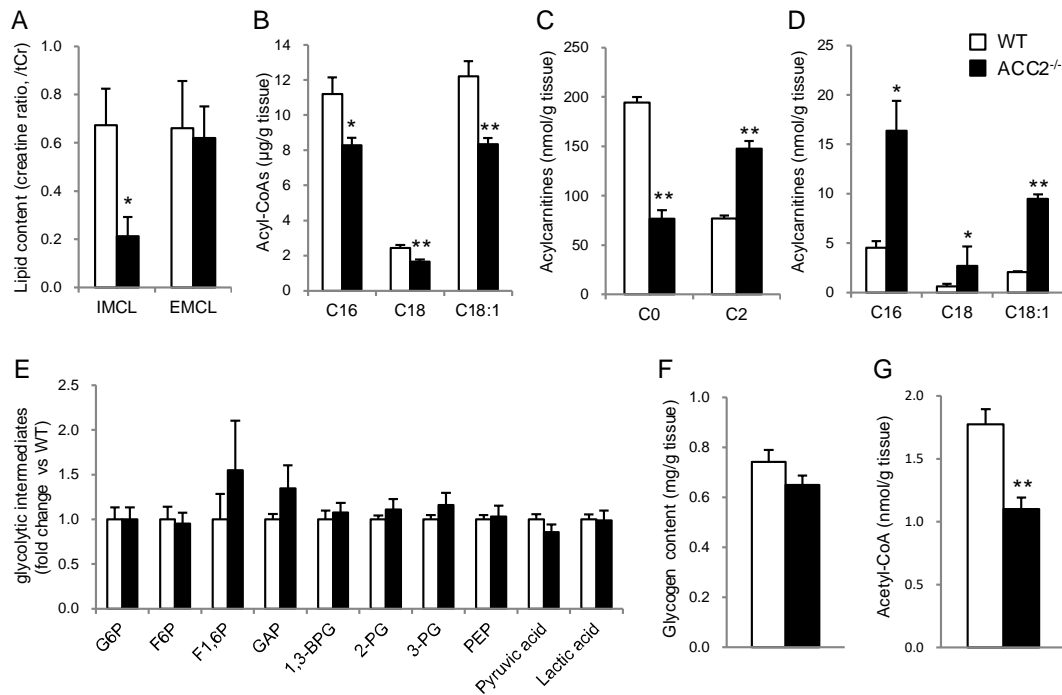 A
Lipid content (creatine ratio, /tCr)
1.0
0.8
0.6
0.4
0.2
0.0
*
IMCL EMCL
B
Acyl-CoAs (µg/g tissue)
14
12
10
8
6
4
2
0
* ** **
C16 C18 C18:1
C
Acylcarnitines (nmol/g tissue)
250
200
150
100
50
0
** **
C0 C2
D
Acylcarnitines (nmol/g tissue)
25
20
15
10
5
0
* * **
C16 C18 C18:1
WT
ACC2-/-
E
glycolytic intermediates
(fold change vs WT)
2.5
2.0
1.5
1.0
0.5
0.0
G6P F6P F1,6P GAP 1,3-BPG 2-PG 3-PG PEP Pyruvic acid Lactic acid
F
Glycogen content (mg/g tissue)
1.0
0.8
0.6
0.4
0.2
0.0
G
Acetyl-CoA (nmol/g tissue)
2.0
1.5
1.0
0.5
0.0
**